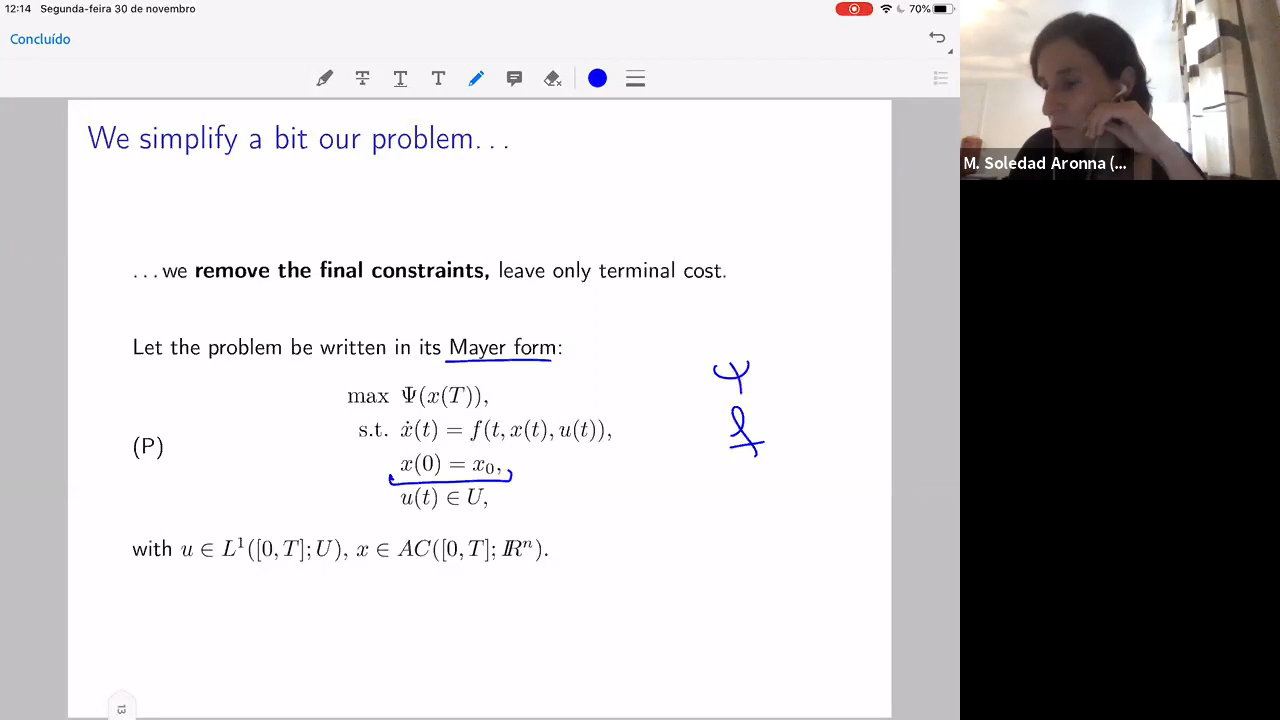 12:14 Segunda-feira 30 de novembro 70%
Concluído
We simplify a bit our problem. . .
. . . we remove the final constraints, leave only terminal cost.
Let the problem be written in its Mayer form:
max Ψ(x(T)),
s.t. ẋ(t) = f(t, x(t), u(t)),
(P)
x(0) = x₀,
u(t) ∈ U,
with u ∈ L¹([0, T]; U), x ∈ AC([0, T]; ℝⁿ).
Ψ
f
13
M. Soledad Aronna (...